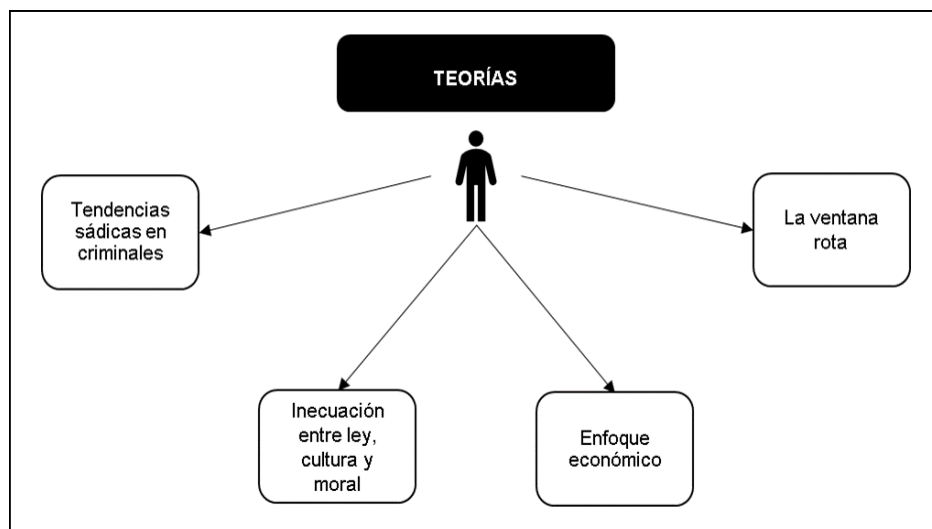 TEORÍAS
Tendencias
sádicas en
criminales
La ventana
rota
Inecuación
entre ley,
cultura y
moral
Enfoque
económico